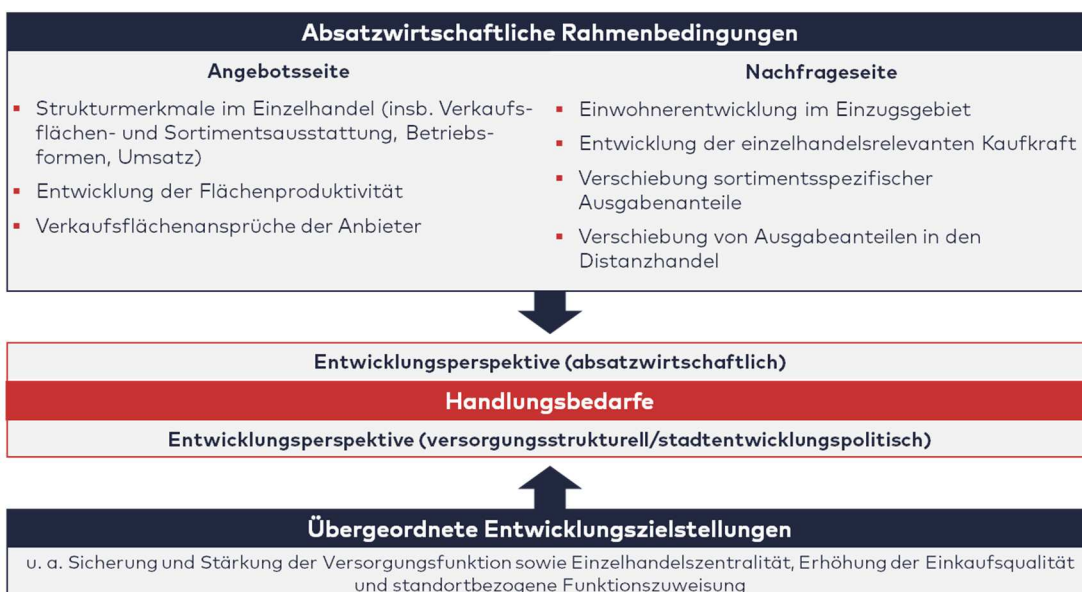 Absatzwirtschaftliche Rahmenbedingungen
Angebotsseite
Strukturmerkmale im Einzelhandel (insb. Verkaufs-
flächen- und Sortimentsausstattung, Betriebs-
formen, Umsatz)
Entwicklung der Flächenproduktivität
Verkaufsflächenansprüche der Anbieter
Nachfrageseite
Einwohnerentwicklung im Einzugsgebiet
Entwicklung der einzelhandelsrelevanten Kaufkraft
Verschiebung sortimentsspezifischer
Ausgabenanteile
Verschiebung von Ausgabeanteilen in den
Distanzhandel
Entwicklungsperspektive (absatzwirtschaftlich)
Handlungsbedarfe
Entwicklungsperspektive (versorgungsstrukturell/stadtentwicklungspolitisch)
Übergeordnete Entwicklungszielstellungen
u. a. Sicherung und Stärkung der Versorgungsfunktion sowie Einzelhandelszentralität, Erhöhung der Einkaufsqualität
und standortbezogene Funktionszuweisung